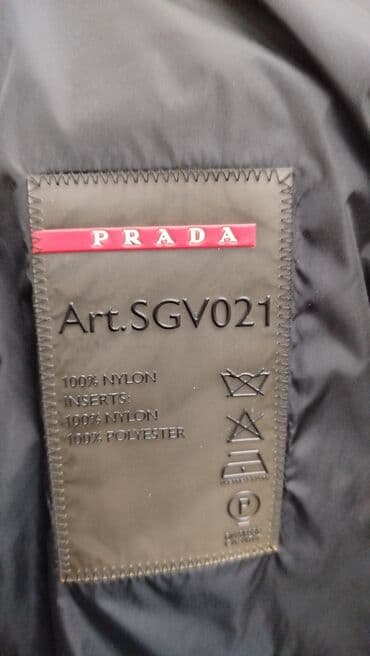 PRADA
Art.SGV021
100% NYLON
INSERTS:
100% NYLON
100% POLYESTER
P